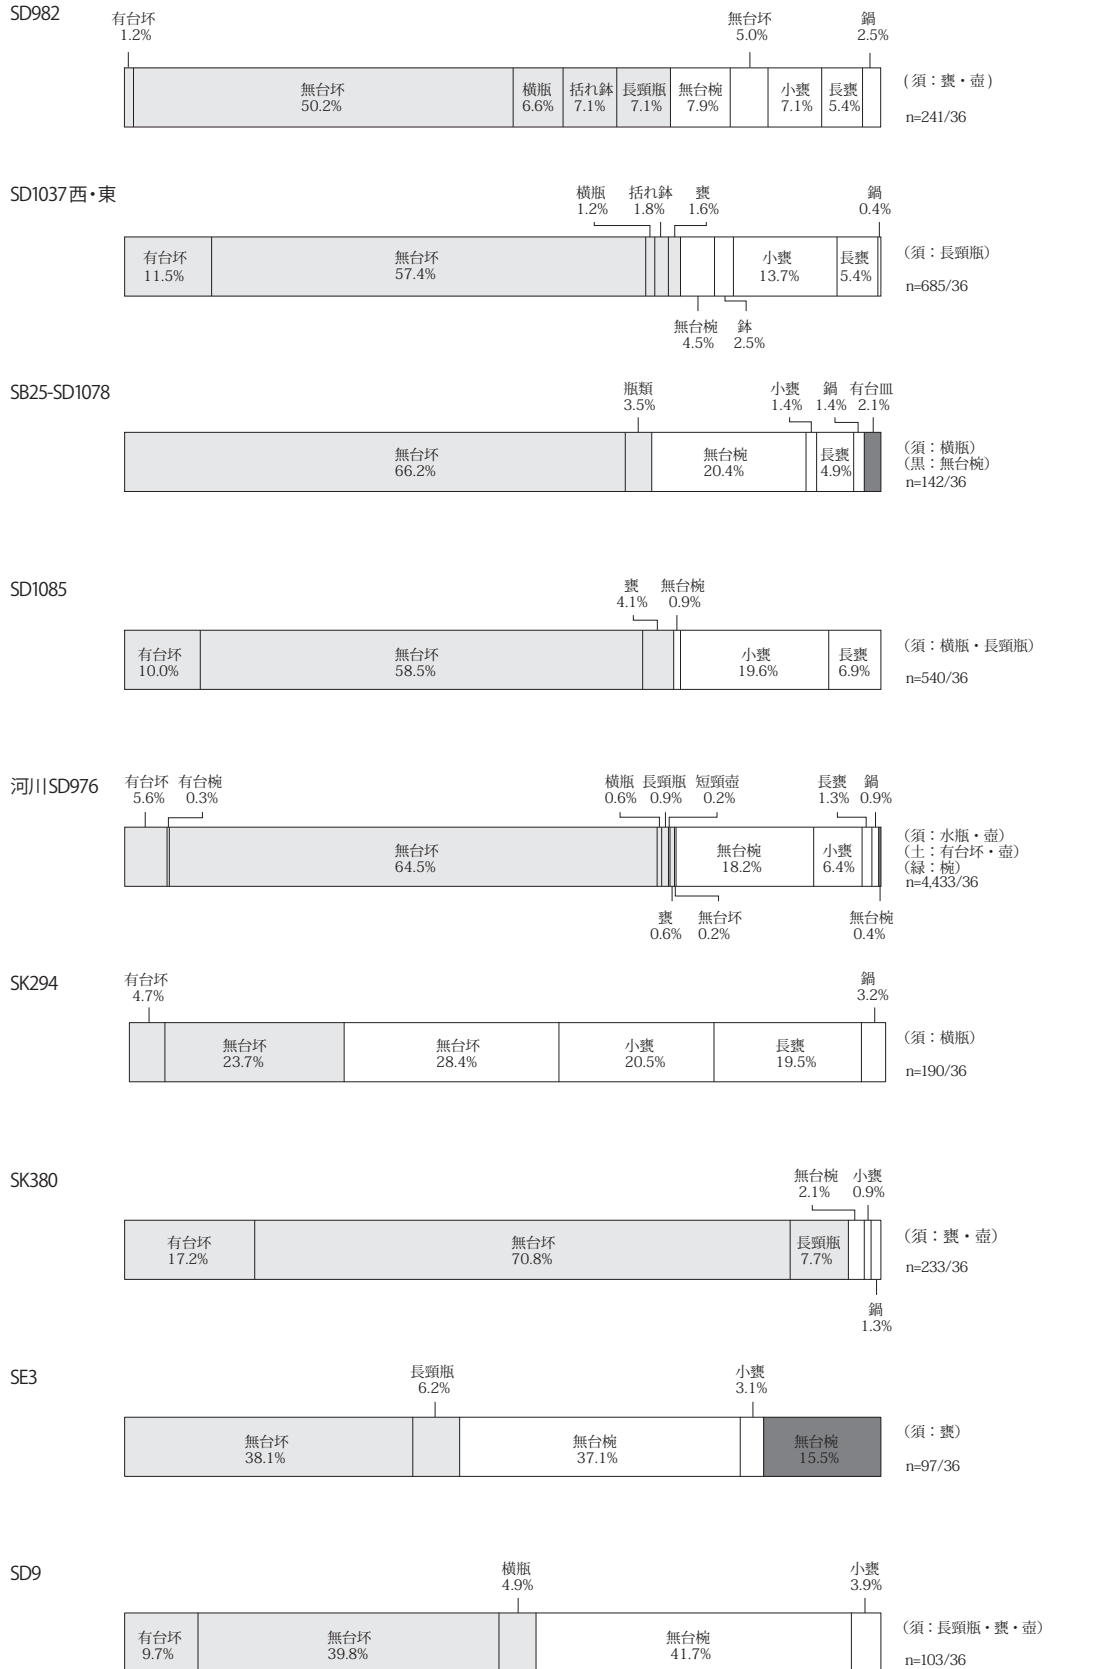 SD982
有台坏 無台坏 鍋
1.2% 5.0% 2.5%
無台坏 横瓶 括れ鉢 長頸瓶 無台椀 小甕 長甕
50.2% 6.6% 7.1% 7.1% 7.9% 7.1% 5.4%
(須：甕・壺)
n=241/36
SD1037西・東
横瓶 括れ鉢 甕 鍋
1.2% 1.8% 1.6% 0.4%
有台坏 無台坏 小甕 長甕
11.5% 57.4% 13.7% 5.4%
(須：長頸瓶)
n=685/36
無台椀 鉢
4.5% 2.5%
SB25-SD1078
瓶類 小甕 鍋 有台皿
3.5% 1.4% 1.4% 2.1%
無台坏 無台椀 長甕
66.2% 20.4% 4.9%
(須：横瓶)
(黒：無台椀)
n=142/36
SD1085
甕 無台椀
4.1% 0.9%
有台坏 無台坏 小甕 長甕
10.0% 58.5% 19.6% 6.9%
(須：横瓶・長頸瓶)
n=540/36
河川SD976
有台坏 有台椀 横瓶 長頸瓶 短頸壺 長甕 鍋
5.6% 0.3% 0.6% 0.9% 0.2% 1.3% 0.9%
無台坏 無台椀 小甕
64.5% 18.2% 6.4%
(須：水瓶・壺)
(土：有台坏・壺)
(緑：椀)
n=4,433/36
甕 無台坏 無台椀
0.6% 0.2% 0.4%
SK294
有台坏 鍋
4.7% 3.2%
無台坏 無台坏 小甕 長甕
23.7% 28.4% 20.5% 19.5%
(須：横瓶)
n=190/36
SK380
無台椀 小甕
2.1% 0.9%
有台坏 無台坏 長頸瓶
17.2% 70.8% 7.7%
(須：甕・壺)
n=233/36
鍋
1.3%
SE3
長頸瓶 小甕
6.2% 3.1%
無台坏 無台椀 無台椀
38.1% 37.1% 15.5%
(須：甕)
n=97/36
SD9
横瓶 小甕
4.9% 3.9%
有台坏 無台坏 無台椀
9.7% 39.8% 41.7%
(須：長頸瓶・甕・壺)
n=103/36